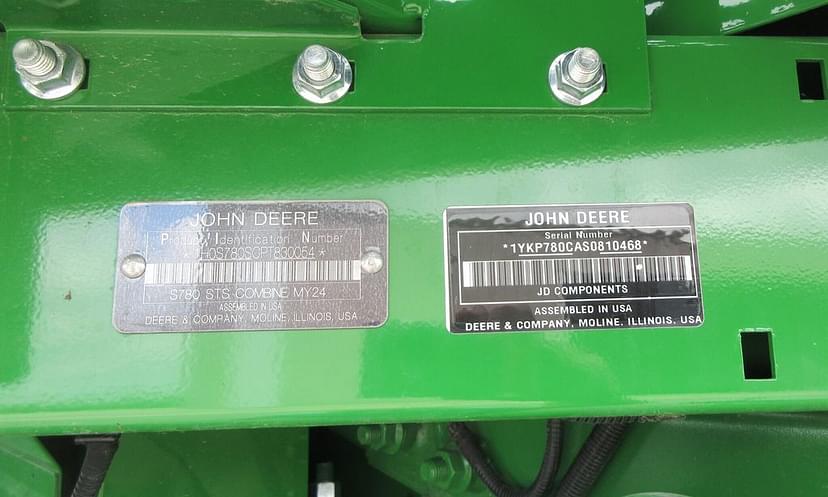 JOHN DEERE
Product Identification Number
S780 STS COMBINE MY24
ASSEMBLED IN USA
DEERE & COMPANY, MOLINE, ILLINOIS, USA
JOHN DEERE
Serial Number
*1YKP780CAS0810468*
JD COMPONENTS
ASSEMBLED IN USA
DEERE & COMPANY, MOLINE, ILLINOIS, USA